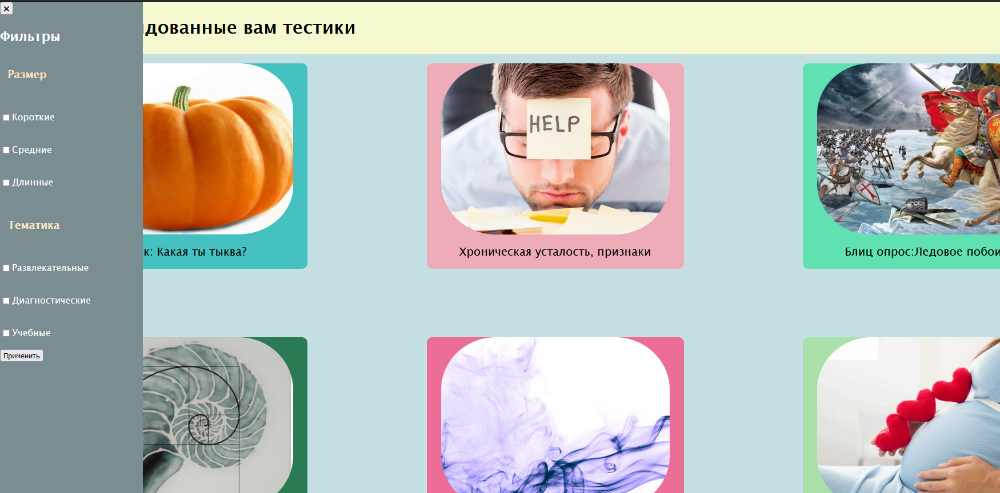 ×
Фильтры
дованные вам тестики
Размер
Короткие
Средние
Длинные
Тематика
Развлекательные
Диагностические
Учебные
Применить
HELP
к: Какая ты тыква?
Хроническая усталость, признаки
Блиц опрос:Ледовое побои